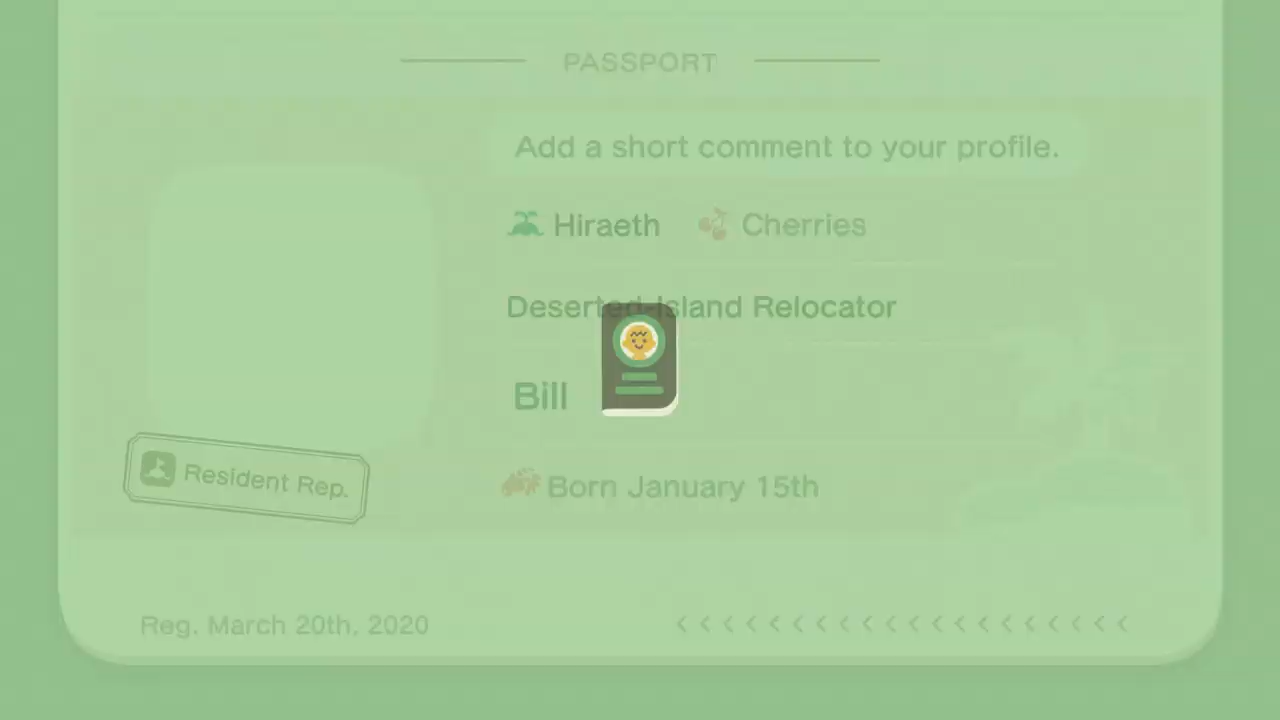 PASSPORT
Add a short comment to your profile.
Hiraeth Cherries
Deserted-Island Relocator
Bill
Born January 15th
Resident Rep.
Reg. March 20th, 2020 <<<<<<<<<<<<<<<<<<<<